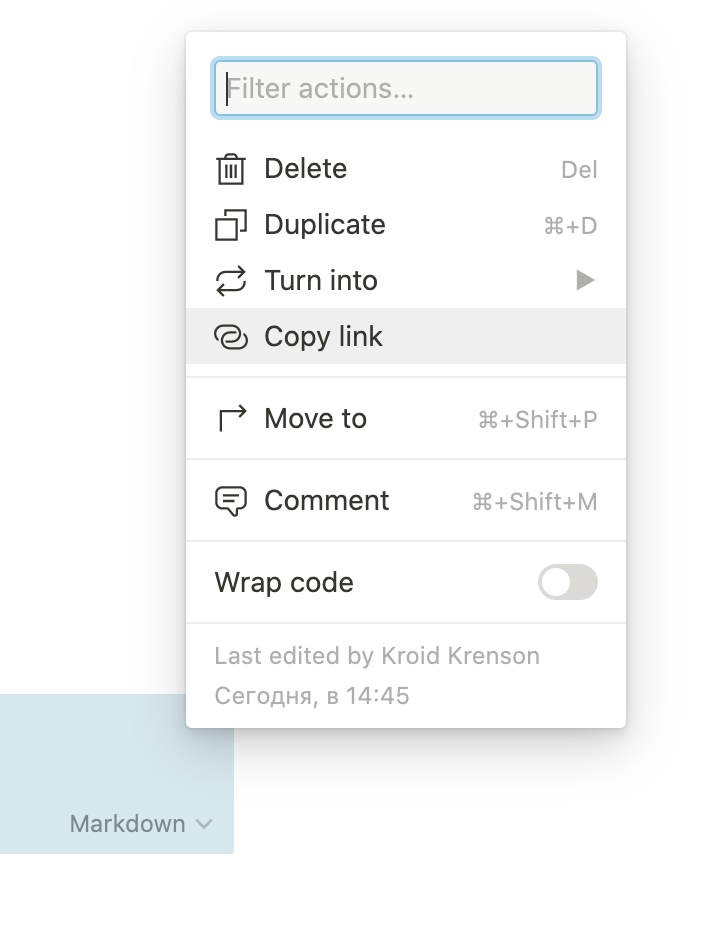 Filter actions...
Delete Del
Duplicate ⌘+D
Turn into
Copy link
Move to ⌘+Shift+P
Comment ⌘+Shift+M
Wrap code
Last edited by Kroid Krenson
Сегодня, в 14:45
Markdown